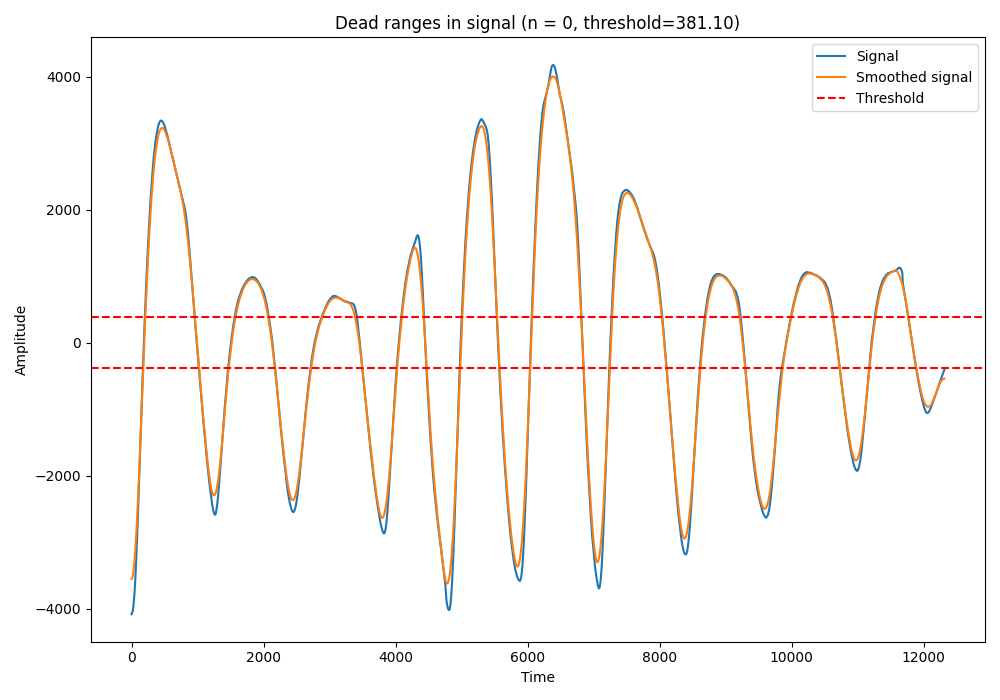 Dead ranges in signal (n = 0, threshold=381.10)
Signal
Smoothed signal
Threshold
Amplitude
4000
2000
0
−2000
−4000
0
2000
4000
6000
8000
10000
12000
Time